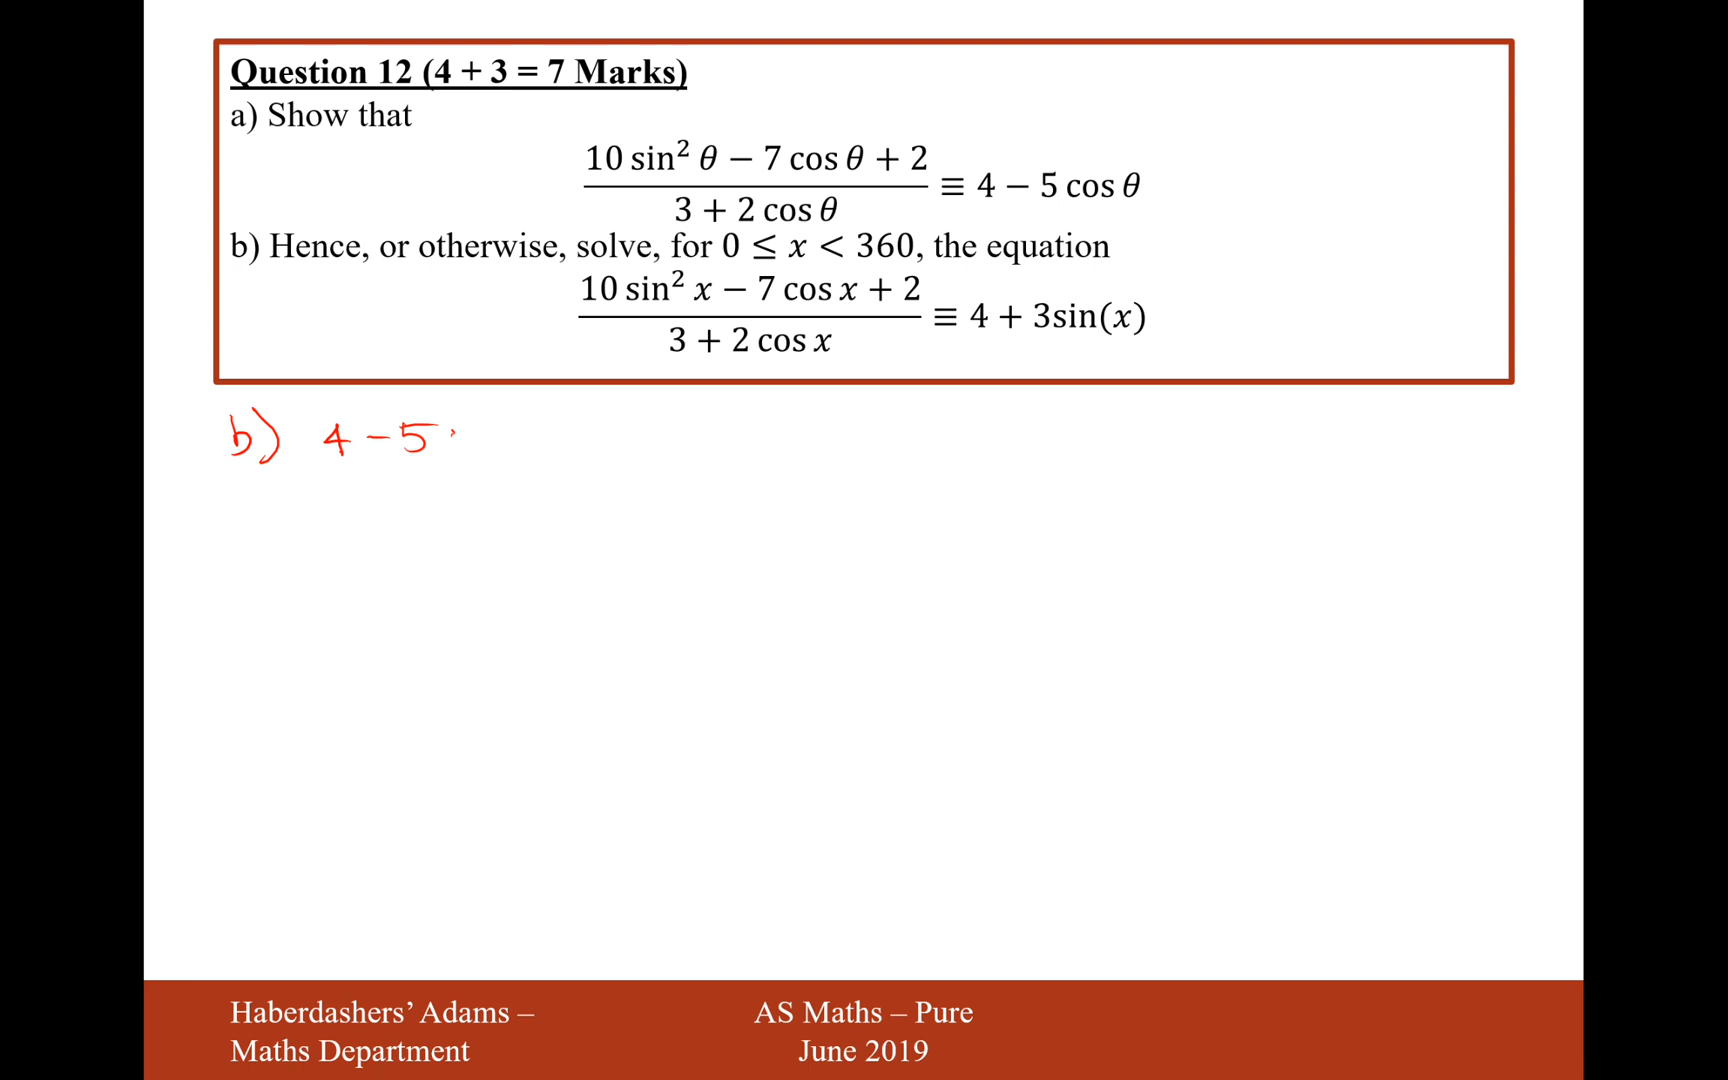 Question 12 (4 + 3 = 7 Marks)
a) Show that
(10 sin² θ − 7 cos θ + 2)/(3 + 2 cos θ) ≡ 4 − 5 cos θ
b) Hence, or otherwise, solve, for 0 ≤ x < 360, the equation
(10 sin² x − 7 cos x + 2)/(3 + 2 cos x) ≡ 4 + 3sin(x)
b) 4 − 5
Haberdashers’ Adams –
Maths Department
AS Maths – Pure
June 2019